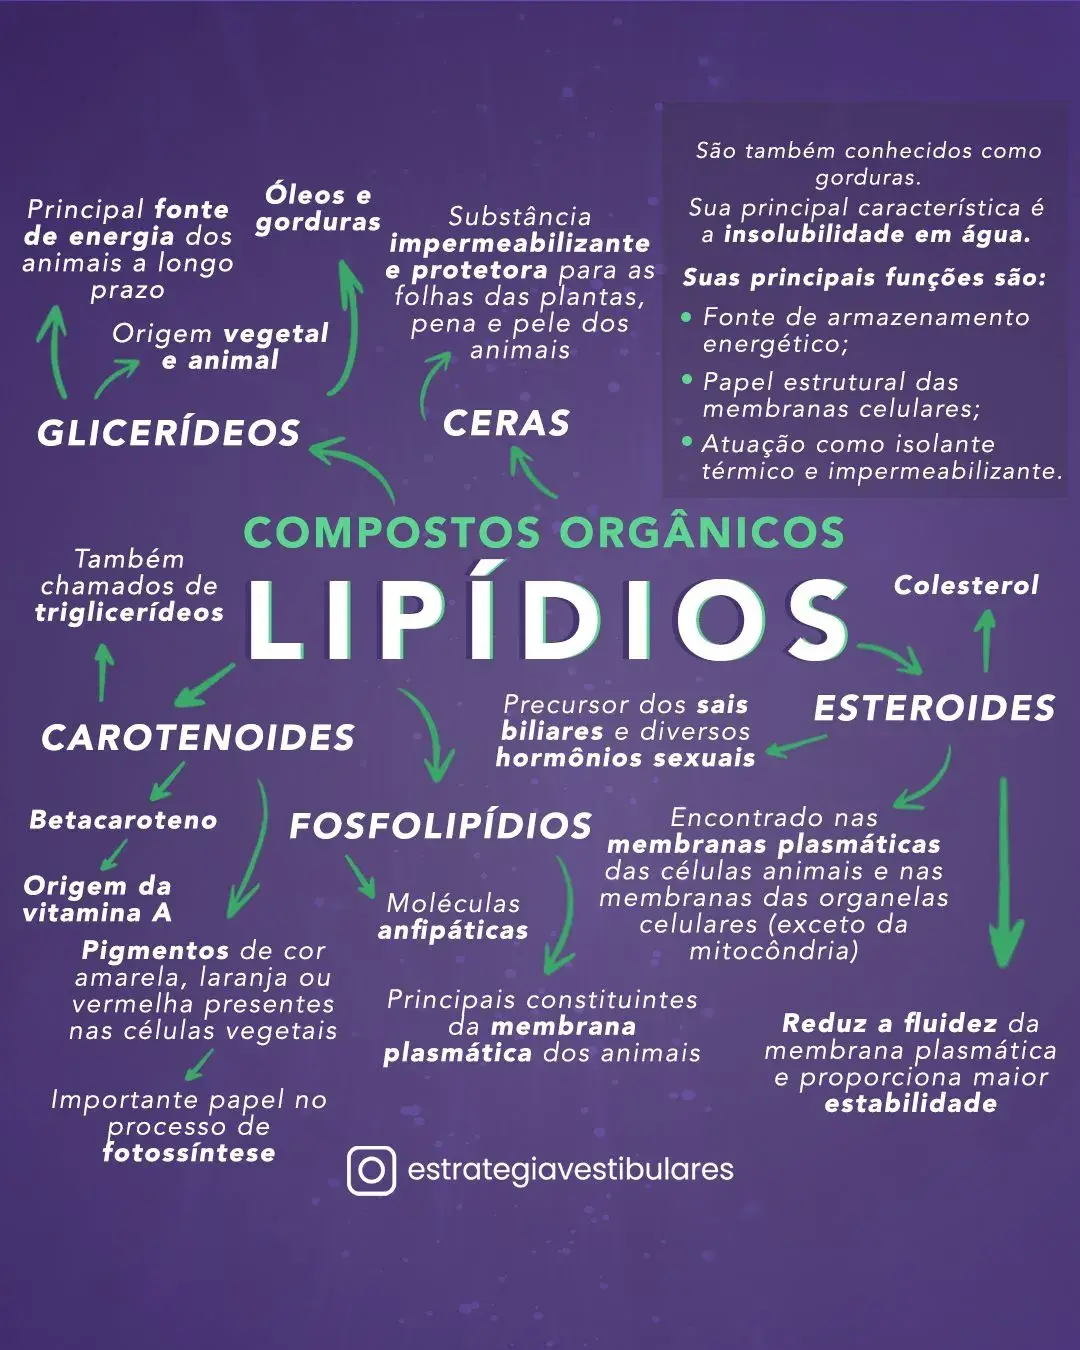 São também conhecidos como
gorduras.
Sua principal característica é
a insolubilidade em água.
Suas principais funções são:
Fonte de armazenamento
energético;
Papel estrutural das
membranas celulares;
Atuação como isolante
térmico e impermeabilizante.
Principal fonte
de energia dos
animais a longo
prazo
Óleos e
gorduras
Origem vegetal
e animal
GLICERÍDEOS
Substância
impermeabilizante
e protetora para as
folhas das plantas,
pena e pele dos
animais
CERAS
COMPOSTOS ORGÂNICOS
LIPÍDIOS
Também
chamados de
triglicerídeos
CAROTENOIDES
Betacaroteno
Origem da
vitamina A
Pigmentos de cor
amarela, laranja ou
vermelha presentes
nas células vegetais
Importante papel no
processo de
fotossíntese
FOSFOLIPÍDIOS
Moléculas
anfipáticas
Principais constituintes
da membrana
plasmática dos animais
Colesterol
ESTEROIDES
Precursor dos sais
biliares e diversos
hormônios sexuais
Encontrado nas
membranas plasmáticas
das células animais e nas
membranas das organelas
celulares (exceto da
mitocôndria)
Reduz a fluidez da
membrana plasmática
e proporciona maior
estabilidade
estrategiavestibulares